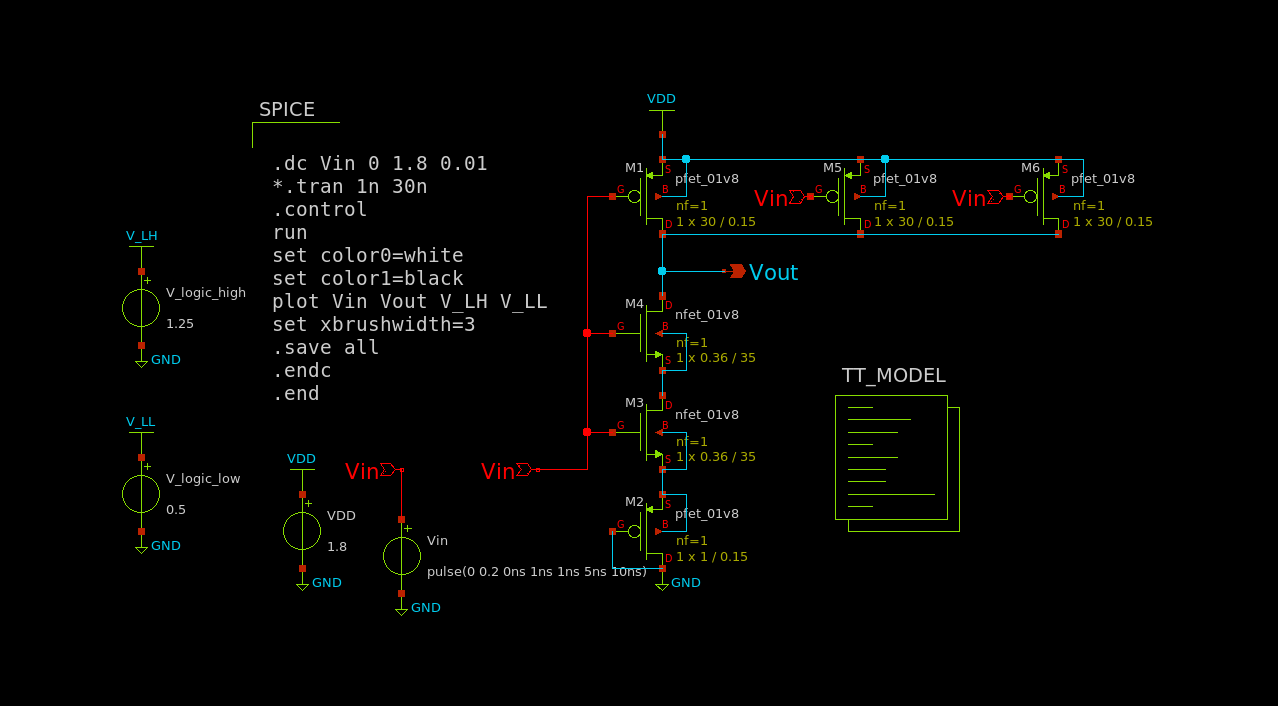 SPICE
.dc Vin 0 1.8 0.01
*.tran 1n 30n
.control
run
set color0=white
set color1=black
plot Vin Vout V_LH V_LL
set xbrushwidth=3
.save all
.endc
.end
V_LH
+
V_logic_high
1.25
GND
V_LL
+
V_logic_low
0.5
GND
VDD
+
VDD
1.8
GND
Vin
+
Vin
pulse(0 0.2 0ns 1ns 1ns 5ns 10ns)
GND
Vin
VDD
M1
S
pfet_01v8
G
B
nf=1
1 x 30 / 0.15
D
Vin
M5
S
pfet_01v8
G
B
nf=1
1 x 30 / 0.15
D
Vin
M6
S
pfet_01v8
G
B
nf=1
1 x 30 / 0.15
D
Vout
M4
D
nfet_01v8
G
B
nf=1
1 x 0.36 / 35
S
M3
D
nfet_01v8
G
B
nf=1
1 x 0.36 / 35
S
M2
S
pfet_01v8
G
B
nf=1
1 x 1 / 0.15
D
GND
TT_MODEL